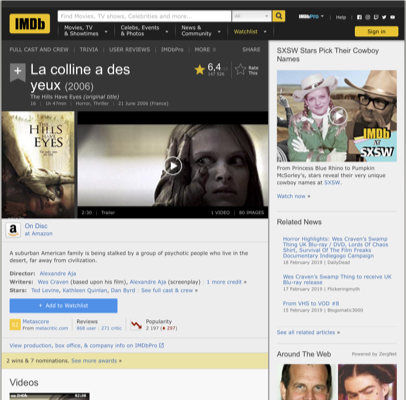 IMDb
Find Movies, TV shows, Celebrities and more...
All
IMDbPro
Help
Movies, TV
& Showtimes
Celebs, Events
& Photos
News &
Community
Watchlist
Sign in
FULL CAST AND CREW | TRIVIA | USER REVIEWS | IMDbPro | MORE
SHARE
La colline a des
yeux (2006)
The Hills Have Eyes (original title)
16 | 1h 47min | Horror, Thriller | 21 June 2006 (France)
6,4
Rate
This
THE
HILLS
HAVE
EYES
2:30 | Trailer
1 VIDEO | 80 IMAGES
On Disc
at Amazon
A suburban American family is being stalked by a group of psychotic people who live in the
desert, far away from civilization.
Director: Alexandre Aja
Writers: Wes Craven (based upon film), Alexandre Aja (screenplay) | 1 more credit »
Stars: Ted Levine, Kathleen Quinlan, Dan Byrd | See full cast & crew »
+ Add to Watchlist
Metascore
From metacritic.com
Reviews
868 user | 271 critic
Popularity
2 197
View production, box office, & company info on IMDbPro
2 wins & 7 nominations. See more awards »
Videos
SXSW Stars Pick Their Cowboy
Names
IMDb
AT
SXSW
From Princess Blue Rhino to Pumpkin
McSorley's, stars reveal their very unique
cowboy names at SXSW.
Watch now »
Related News
Horror Highlights: Wes Craven's Swamp
Thing UK Blu-ray / DVD, Lords Of Chaos
Shirt, Survival Of The Film Freaks
Documentary Indiegogo Campaign
18 February 2019 | DailyDead
Wes Craven's Swamp Thing to receive UK
Blu-ray release
17 February 2019 | Flickeringmyth
From VHS to VOD #8
15 February 2019 | Blogomatic3000
See all related articles »
Around The Web
Powered by ZergNet